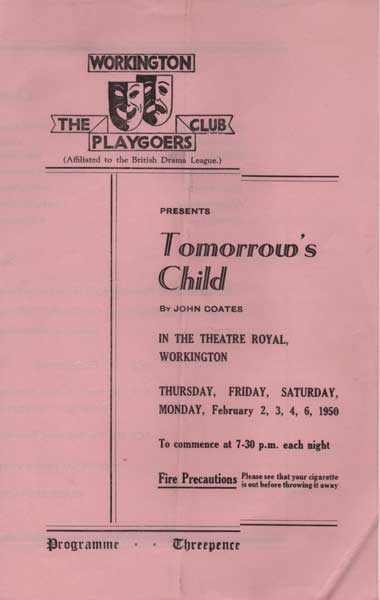 WORKINGTON
THE CLUB
PLAYGOERS
(Affiliated to the British Drama League.)
PRESENTS
Tomorrow's
Child
BY JOHN COATES
IN THE THEATRE ROYAL,
WORKINGTON
THURSDAY, FRIDAY, SATURDAY,
MONDAY, February 2, 3, 4, 6, 1950
To commence at 7-30 p.m. each night
Fire Precautions Please see that your cigarette
is out before throwing it away
Programme - - Threepence